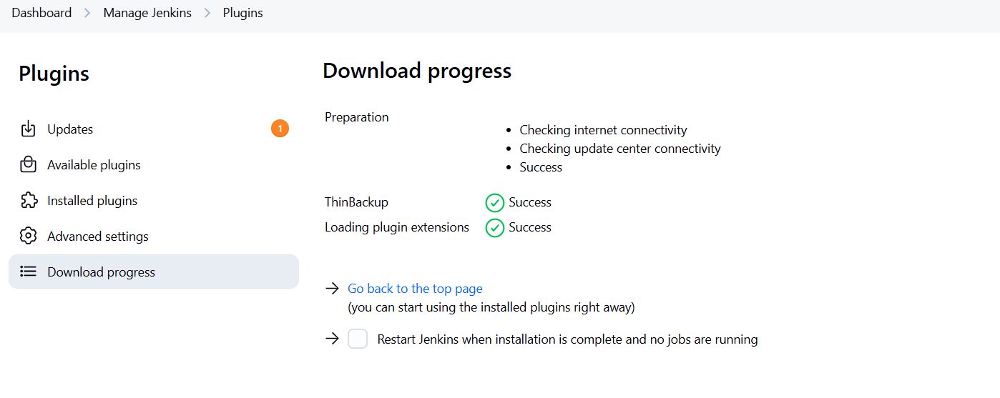 Dashboard > Manage Jenkins > Plugins
Plugins
Updates 1
Available plugins
Installed plugins
Advanced settings
Download progress
Download progress
Preparation
• Checking internet connectivity
• Checking update center connectivity
• Success
ThinBackup Success
Loading plugin extensions Success
→ Go back to the top page
(you can start using the installed plugins right away)
→ Restart Jenkins when installation is complete and no jobs are running